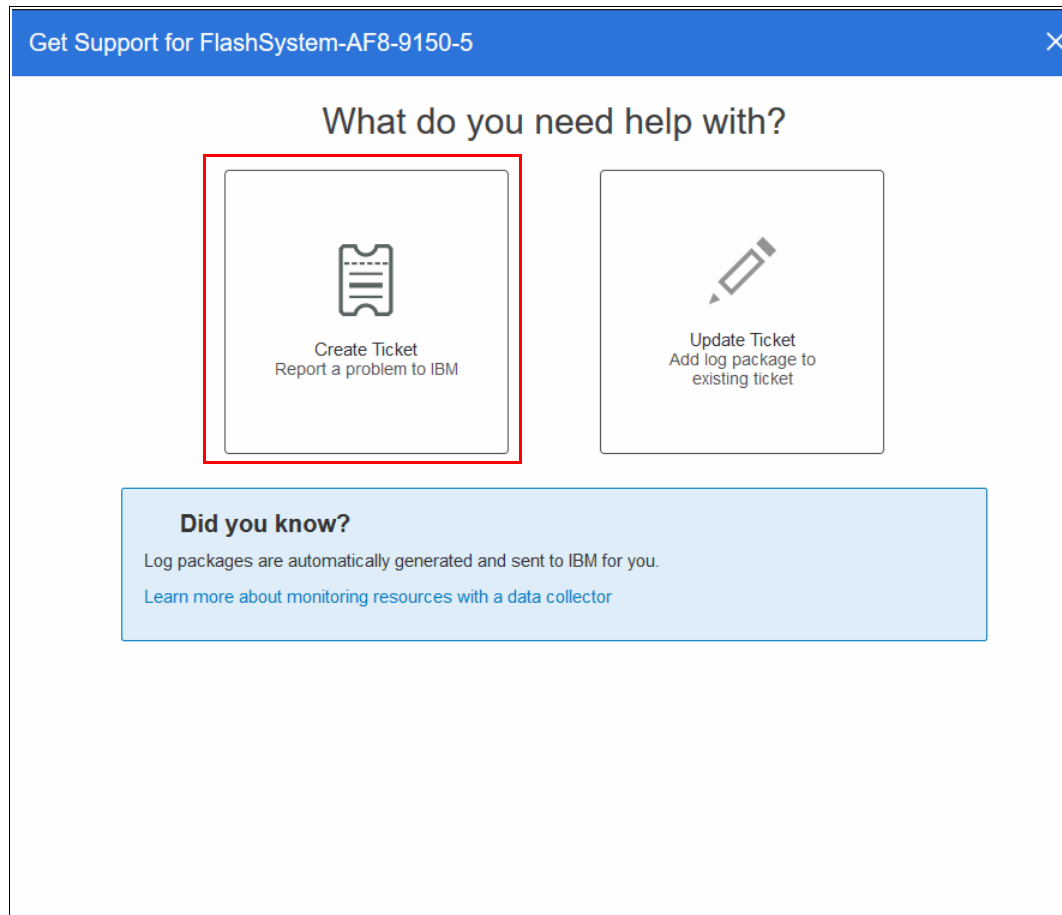 Get Support for FlashSystem-AF8-9150-5
What do you need help with?
Create Ticket
Report a problem to IBM
Update Ticket
Add log package to
existing ticket
Did you know?
Log packages are automatically generated and sent to IBM for you.
Learn more about monitoring resources with a data collector